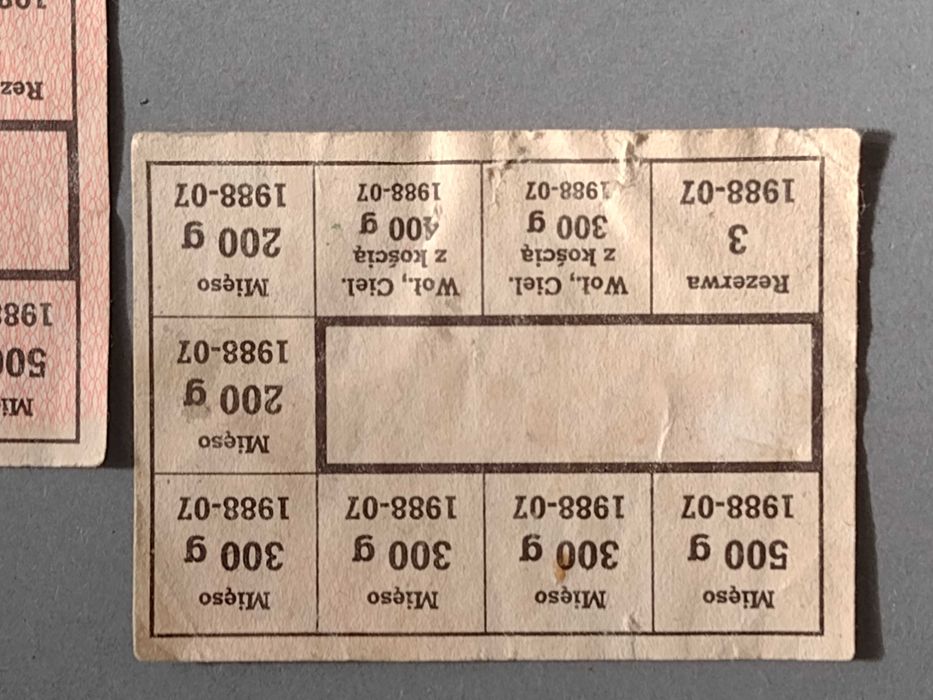 Mięso
500 g
1988-07
Mięso
300 g
1988-07
Mięso
300 g
1988-07
Mięso
300 g
1988-07
Mięso
200 g
1988-07
Rezerwa
3
1988-07
Woł., Ciel.
z kością
300 g
1988-07
Woł., Ciel.
z kością
400 g
1988-07
Mięso
200 g
1988-07